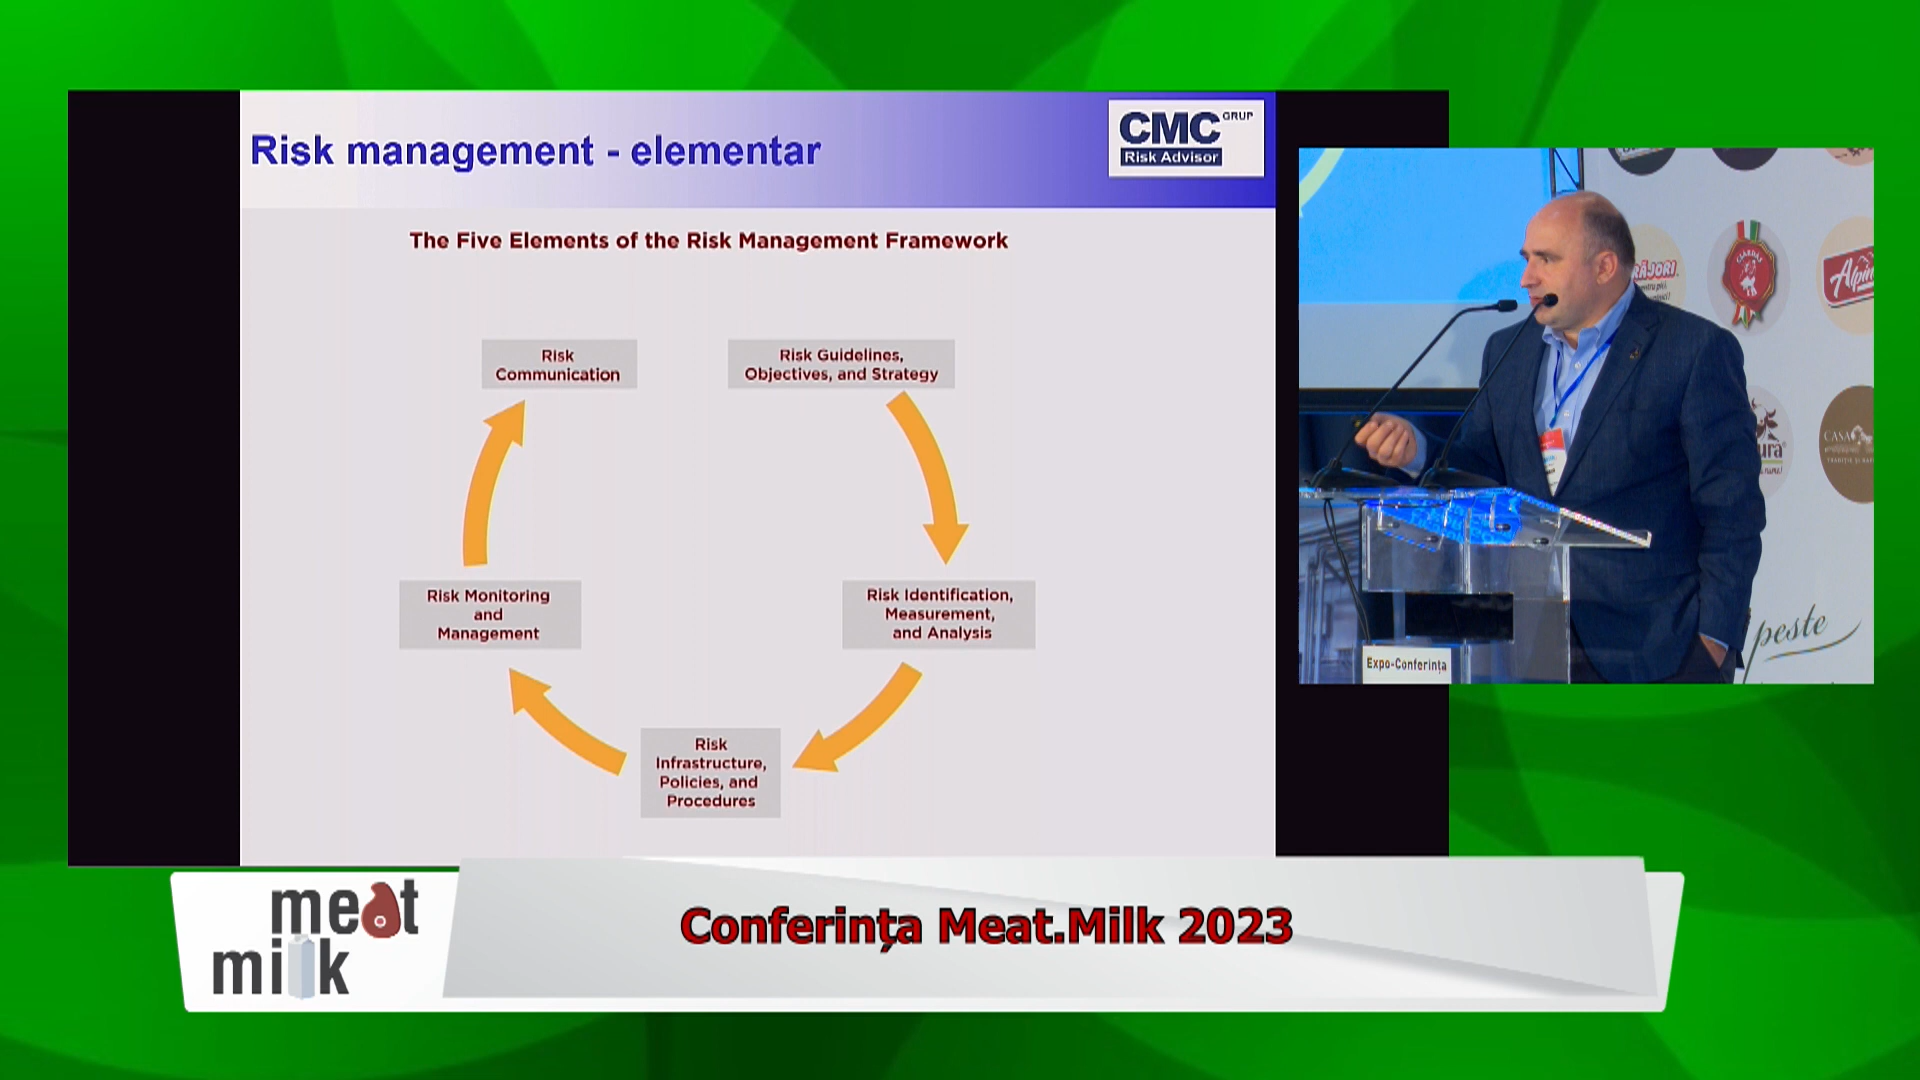 Risk management - elementar
CMC GRUP
Risk Advisor
The Five Elements of the Risk Management Framework
Risk
Communication
Risk Guidelines,
Objectives, and Strategy
Risk Monitoring
and
Management
Risk Identification,
Measurement,
and Analysis
Risk
Infrastructure,
Policies, and
Procedures
CSARDAS
CASA
peste
Expo-Conferința
meat
milk
Conferința Meat.Milk 2023